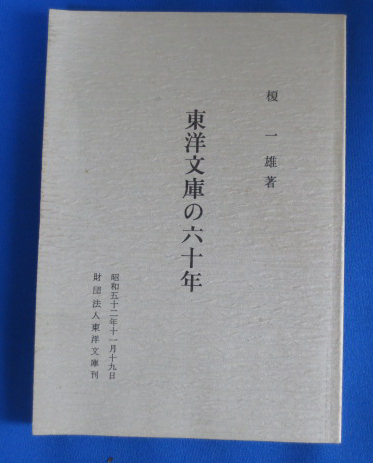 榎一雄著
東洋文庫の六十年
昭和五十二年十一月十九日
財団法人東洋文庫刊